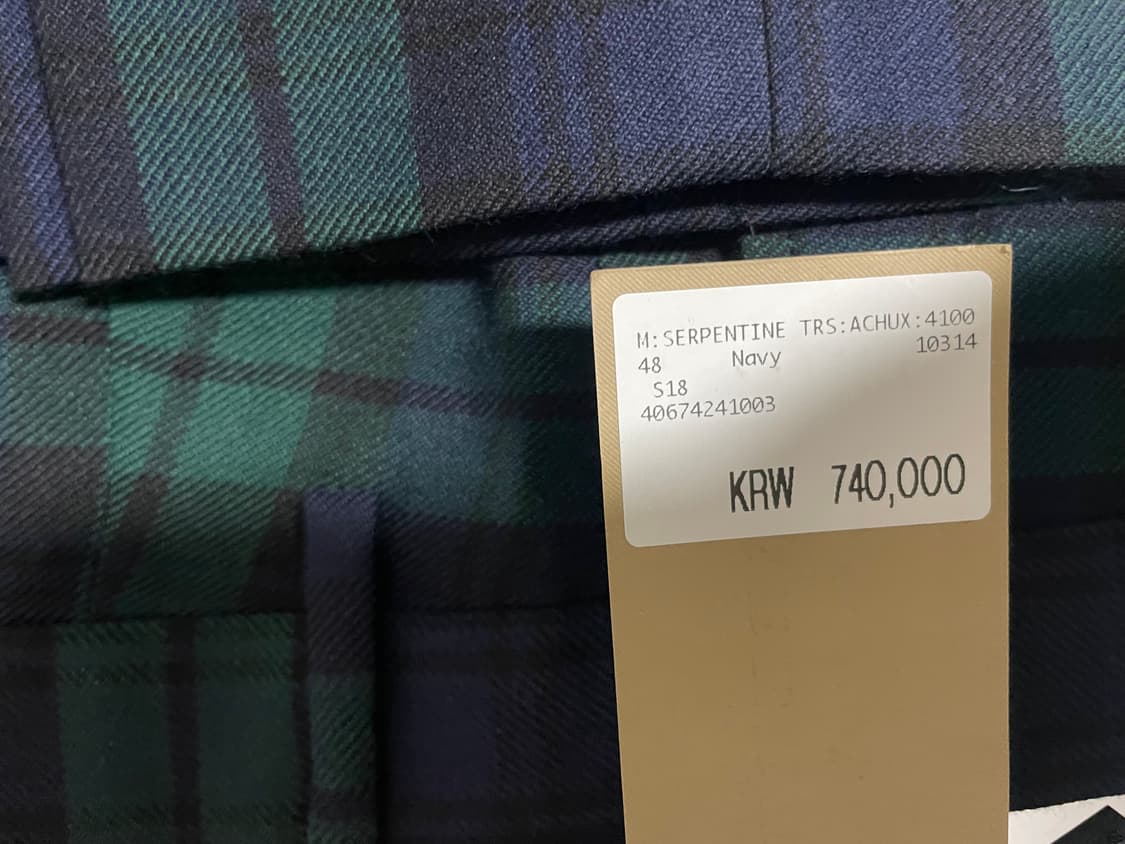 M:SERPENTINE TRS:ACHUX:4100
48 Navy 10314
S18
40674241003
KRW 740,000